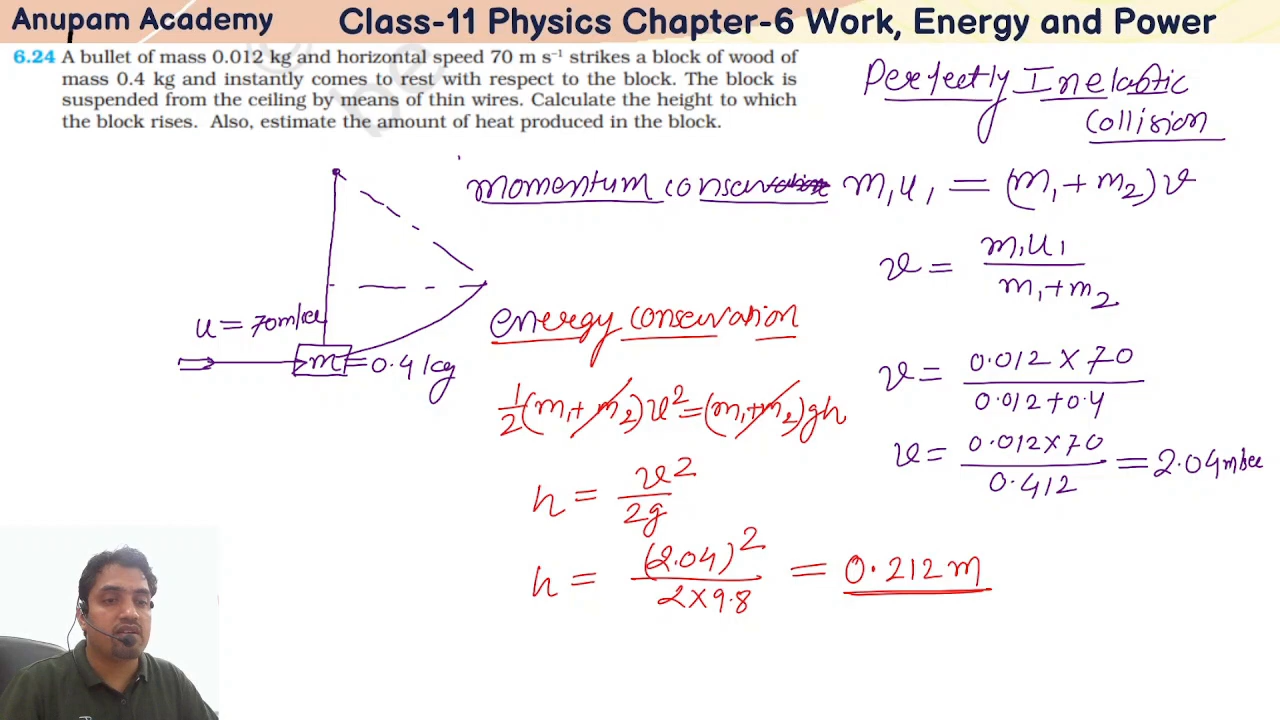 Anupam Academy
Class-11 Physics Chapter-6 Work, Energy and Power
6.24 A bullet of mass 0.012 kg and horizontal speed 70 m s⁻¹ strikes a block of wood of
mass 0.4 kg and instantly comes to rest with respect to the block. The block is
suspended from the ceiling by means of thin wires. Calculate the height to which
the block rises. Also, estimate the amount of heat produced in the block.
be
Perfectly Inelastic
Collision
momentum conservation m₁u₁ = (m₁+m₂)v
v = m₁u₁ / m₁+m₂
u = 70m/sec
m = 0.4 kg
energy conservation
½(m₁+m₂)v² = (m₁+m₂)gh
v = 0.012 × 70 / 0.012+0.4
v = 0.012×70 / 0.412 = 2.04 m/sec
h = v² / 2g
h = (2.04)² / 2×9.8 = 0.212 m